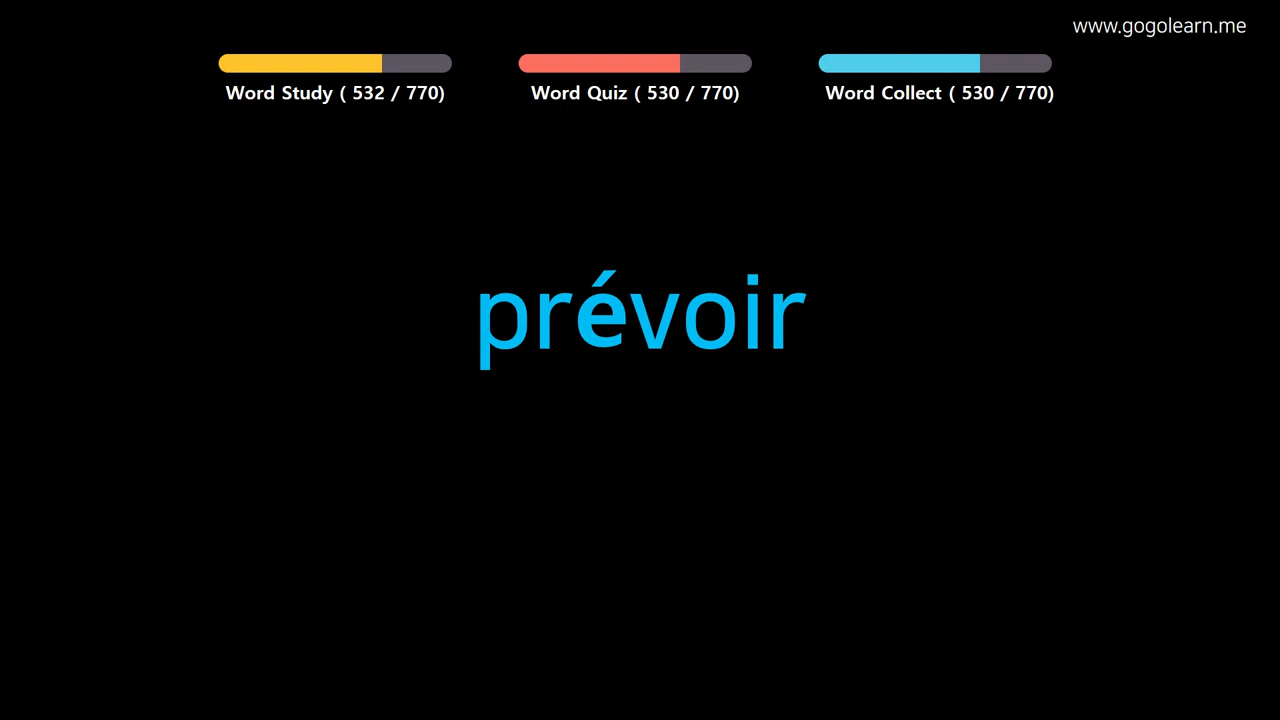 www.gogolearn.me
Word Study ( 532 / 770)
Word Quiz ( 530 / 770)
Word Collect ( 530 / 770)
prévoir